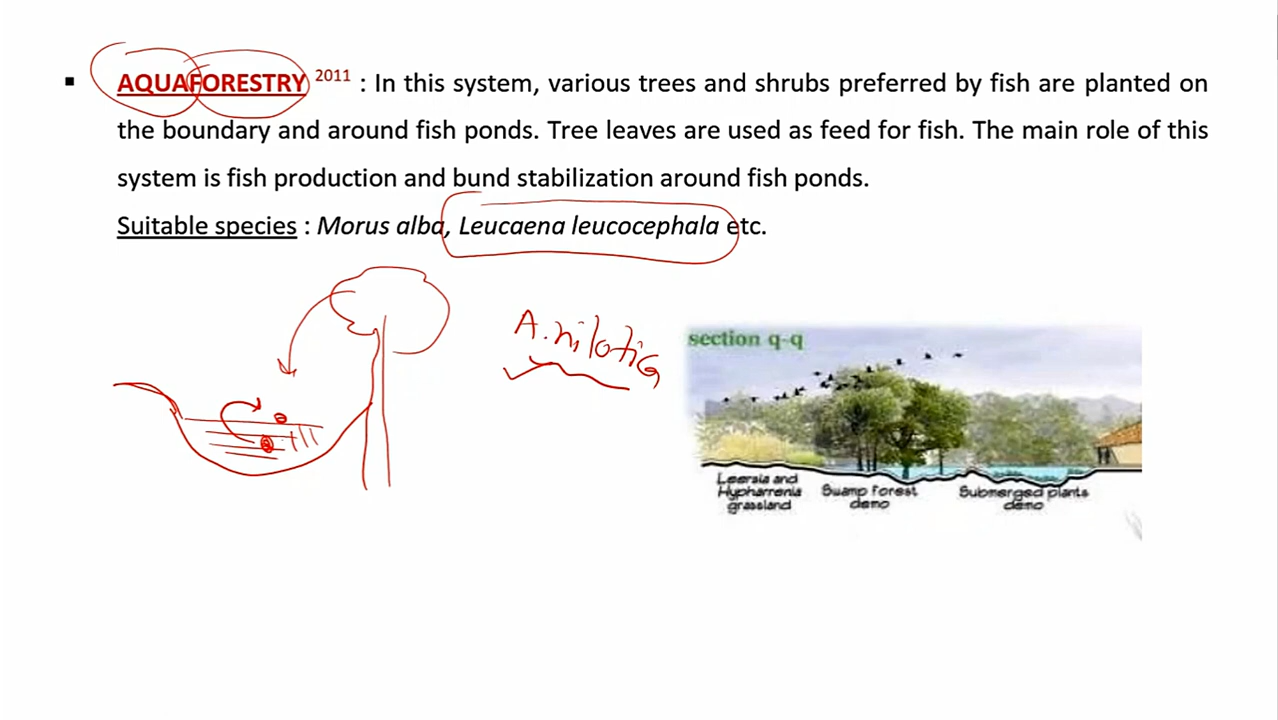 ▪ AQUAFORESTRY 2011 : In this system, various trees and shrubs preferred by fish are planted on
the boundary and around fish ponds. Tree leaves are used as feed for fish. The main role of this
system is fish production and bund stabilization around fish ponds.
Suitable species : Morus alba, Leucaena leucocephala etc.
A. nilotica
section q-q
Leersia and
Hypharrenia
grassland
Swamp forest
demo
Submerged plants
demo